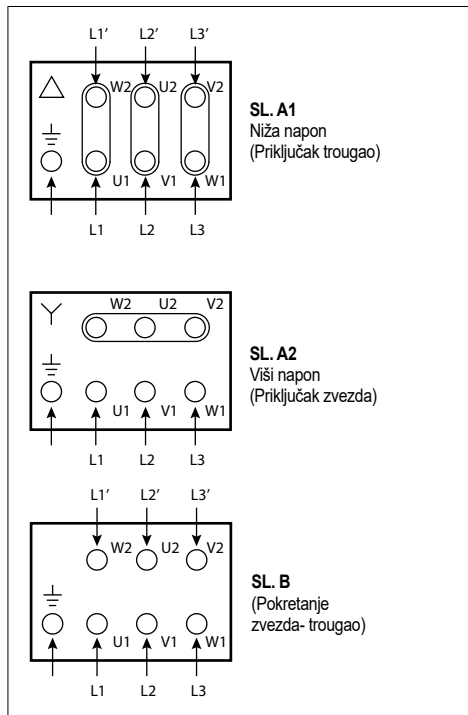 L1′ L2′ L3′
W2 U2 V2
U1 V1 W1
L1 L2 L3
SL. A1
Niža napon
(Priključak trougao)
W2 U2 V2
U1 V1 W1
L1 L2 L3
SL. A2
Viši napon
(Priključak zvezda)
L1′ L2′ L3′
W2 U2 V2
U1 V1 W1
L1 L2 L3
SL. B
(Pokretanje
zvezda- trougao)